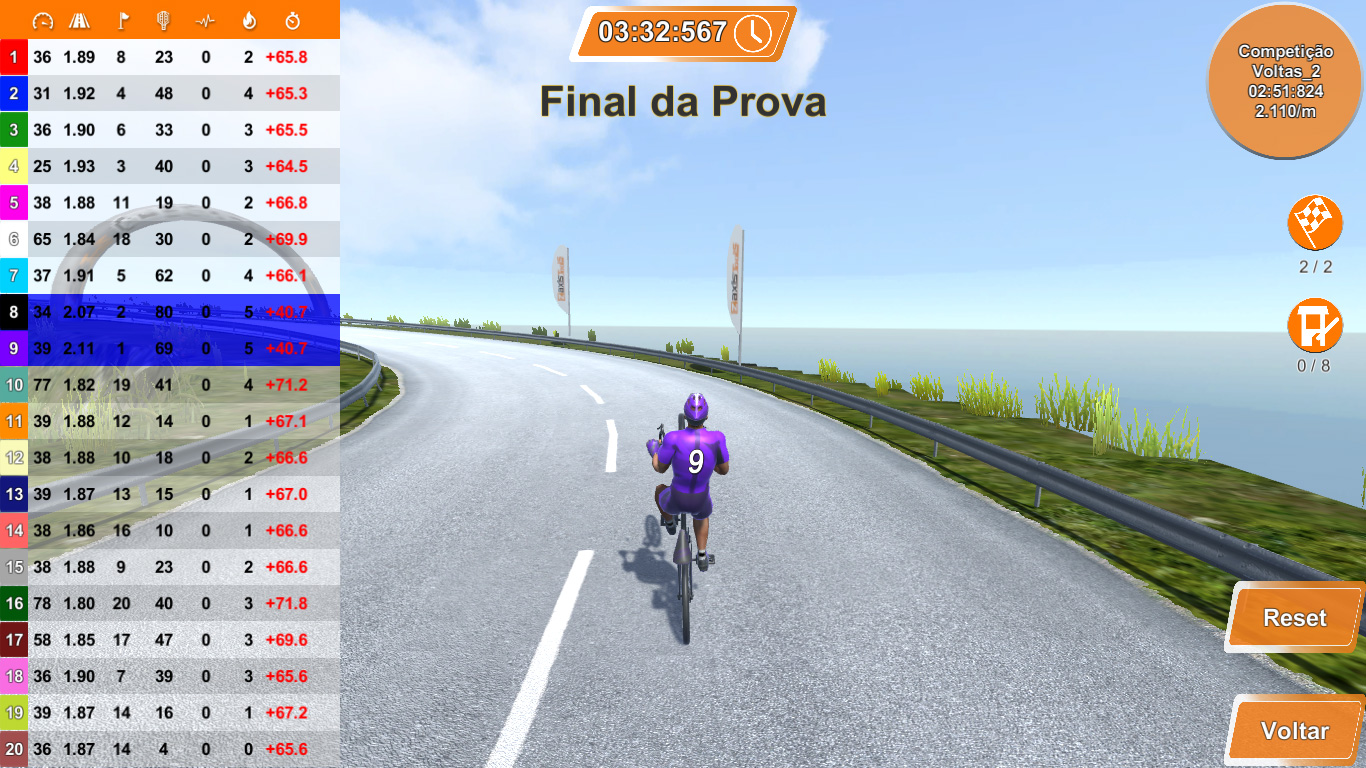 03:32:567
Final da Prova
1 36 1.89 8 23 0 2 +65.8
2 31 1.92 4 48 0 4 +65.3
3 36 1.90 6 33 0 3 +65.5
4 25 1.93 3 40 0 3 +64.5
5 38 1.88 11 19 0 2 +66.8
6 65 1.84 18 30 0 2 +69.9
7 37 1.91 5 62 0 4 +66.1
8 34 2.07 2 80 0 5 +40.7
9 39 2.11 1 69 0 5 +40.7
10 77 1.82 19 41 0 4 +71.2
11 39 1.88 12 14 0 1 +67.1
12 38 1.88 10 18 0 2 +66.6
13 39 1.87 13 15 0 1 +67.0
14 38 1.86 16 10 0 1 +66.6
15 38 1.88 9 23 0 2 +66.6
16 78 1.80 20 40 0 3 +71.8
17 58 1.85 17 47 0 3 +69.6
18 36 1.90 7 39 0 3 +65.6
19 39 1.87 14 16 0 1 +67.2
20 36 1.87 14 4 0 0 +65.6
9
Competição
Voltas_2
02:51:824
2.110/m
2 / 2
0 / 8
Reset
Voltar